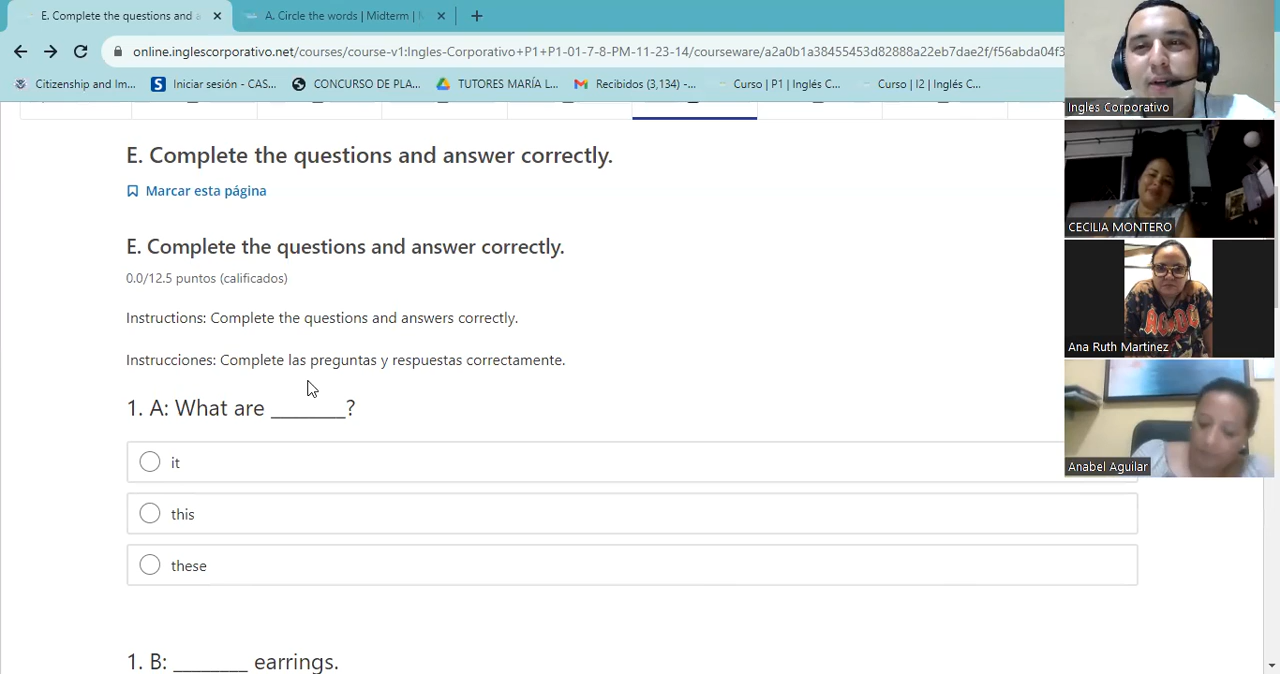 E. Complete the questions and a
A. Circle the words | Midterm |
online.inglescorporativo.net/courses/course-v1:Ingles-Corporativo+P1+P1-01-7-8-PM-11-23-14/courseware/a2a0b1a38455453d82888a22eb7dae2f/f56abda04f3
Citizenship and Im...
Iniciar sesión - CAS...
CONCURSO DE PLA...
TUTORES MARÍA L...
Recibidos (3,134) -...
Curso | P1 | Inglés C...
Curso | I2 | Inglés C...
Inglés Corporativo
CECILIA MONTERO
Ana Ruth Martinez
Anabel Aguilar
E. Complete the questions and answer correctly.
Marcar esta página
E. Complete the questions and answer correctly.
0.0/12.5 puntos (calificados)
Instructions: Complete the questions and answers correctly.
Instrucciones: Complete las preguntas y respuestas correctamente.
1. A: What are ________?
it
this
these
1. B: ________ earrings.